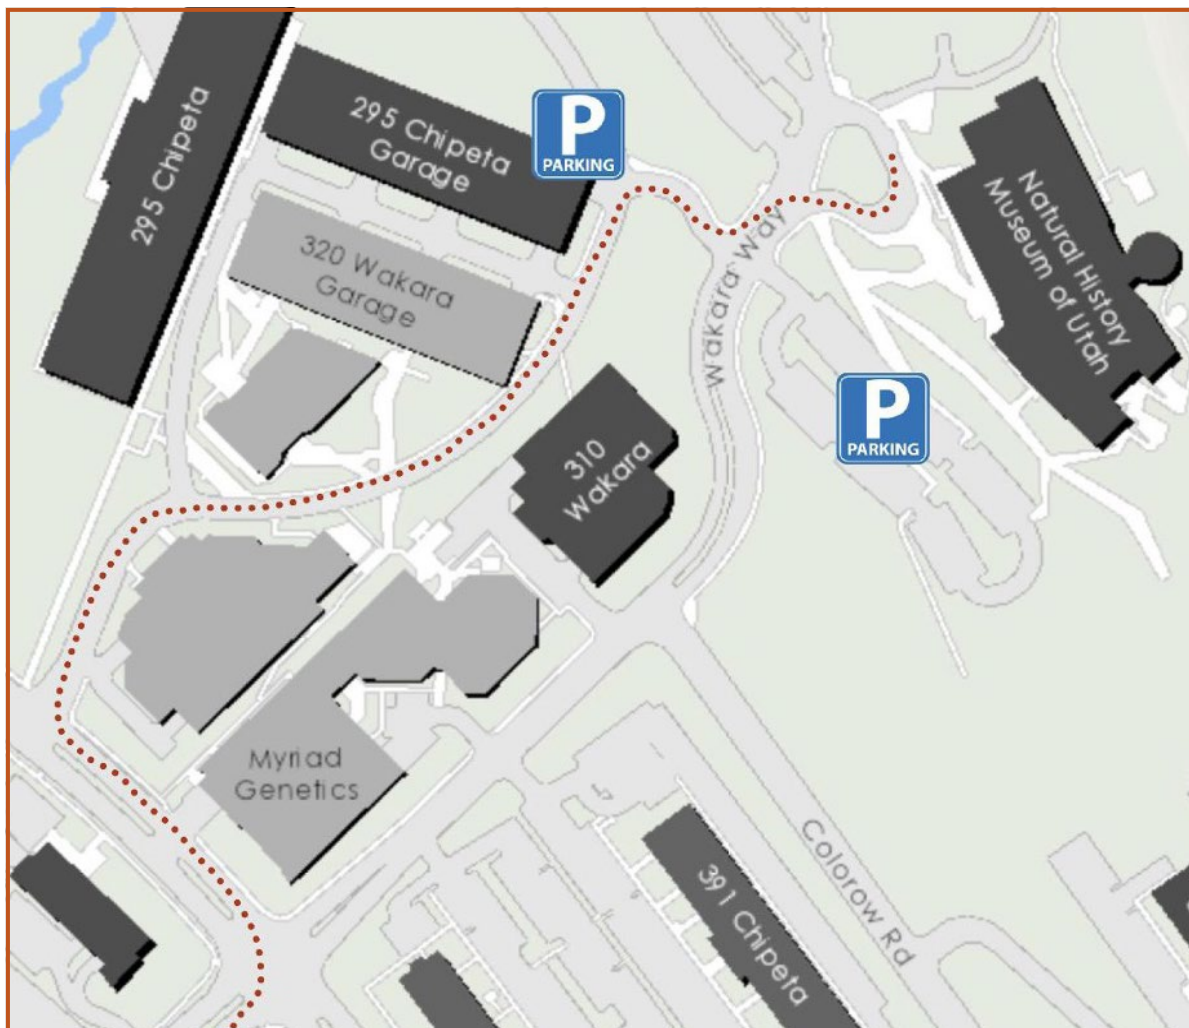 295 Chipeta
295 Chipeta
Garage
P
PARKING
320 Wakara
Garage
Wakara Way
Natural History
Museum of Utah
P
PARKING
310
Wakara
Myriad
Genetics
391 Chipeta
Colorow Rd